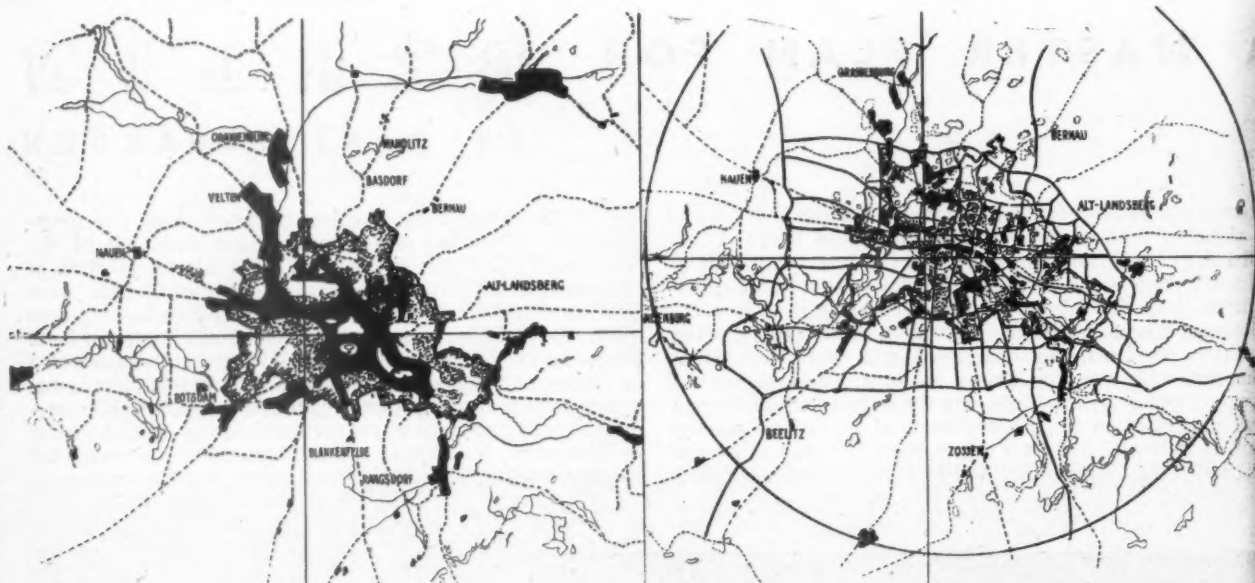 ORANIENBURG
WANDLITZ
BASDORF
VELTEN
BERNAU
NAUEN
ALT-LANDSBERG
POTSDAM
BLANKENFELDE
RANGSDORF
ORANIENBURG
BERNAU
NAUEN
ALT-LANDSBERG
BEELITZ
ZOSSEN